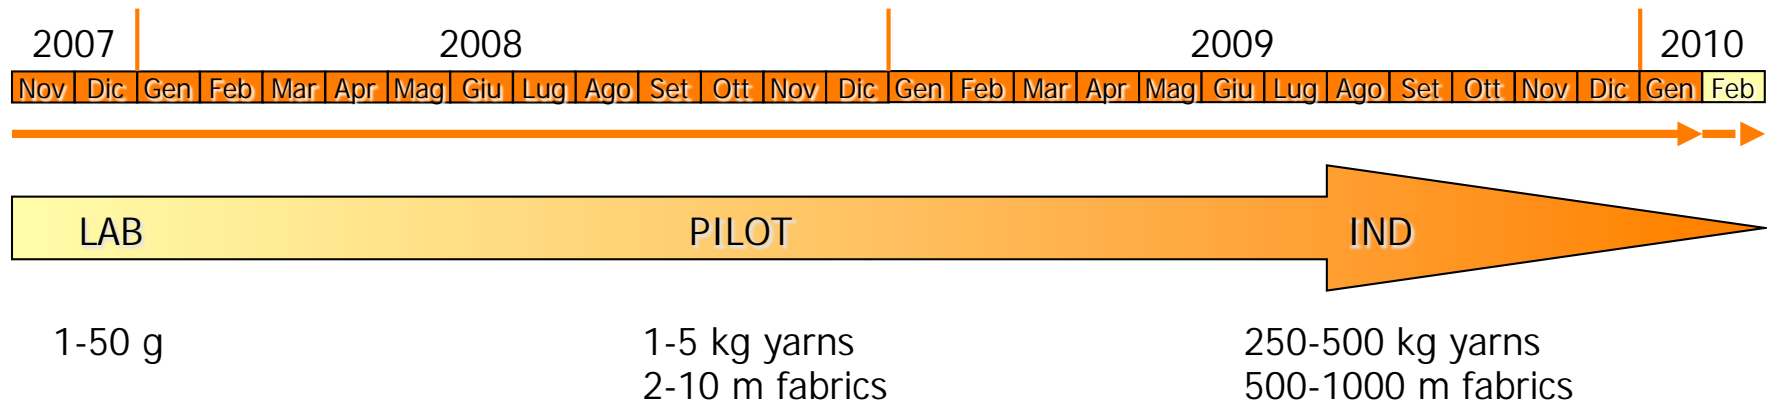 2007 2008 2009 2010
Nov Dic Gen Feb Mar Apr Mag Giu Lug Ago Set Ott Nov Dic Gen Feb Mar Apr Mag Giu Lug Ago Set Ott Nov Dic Gen Feb
LAB PILOT IND
1-50 g 1-5 kg yarns 250-500 kg yarns
2-10 m fabrics 500-1000 m fabrics